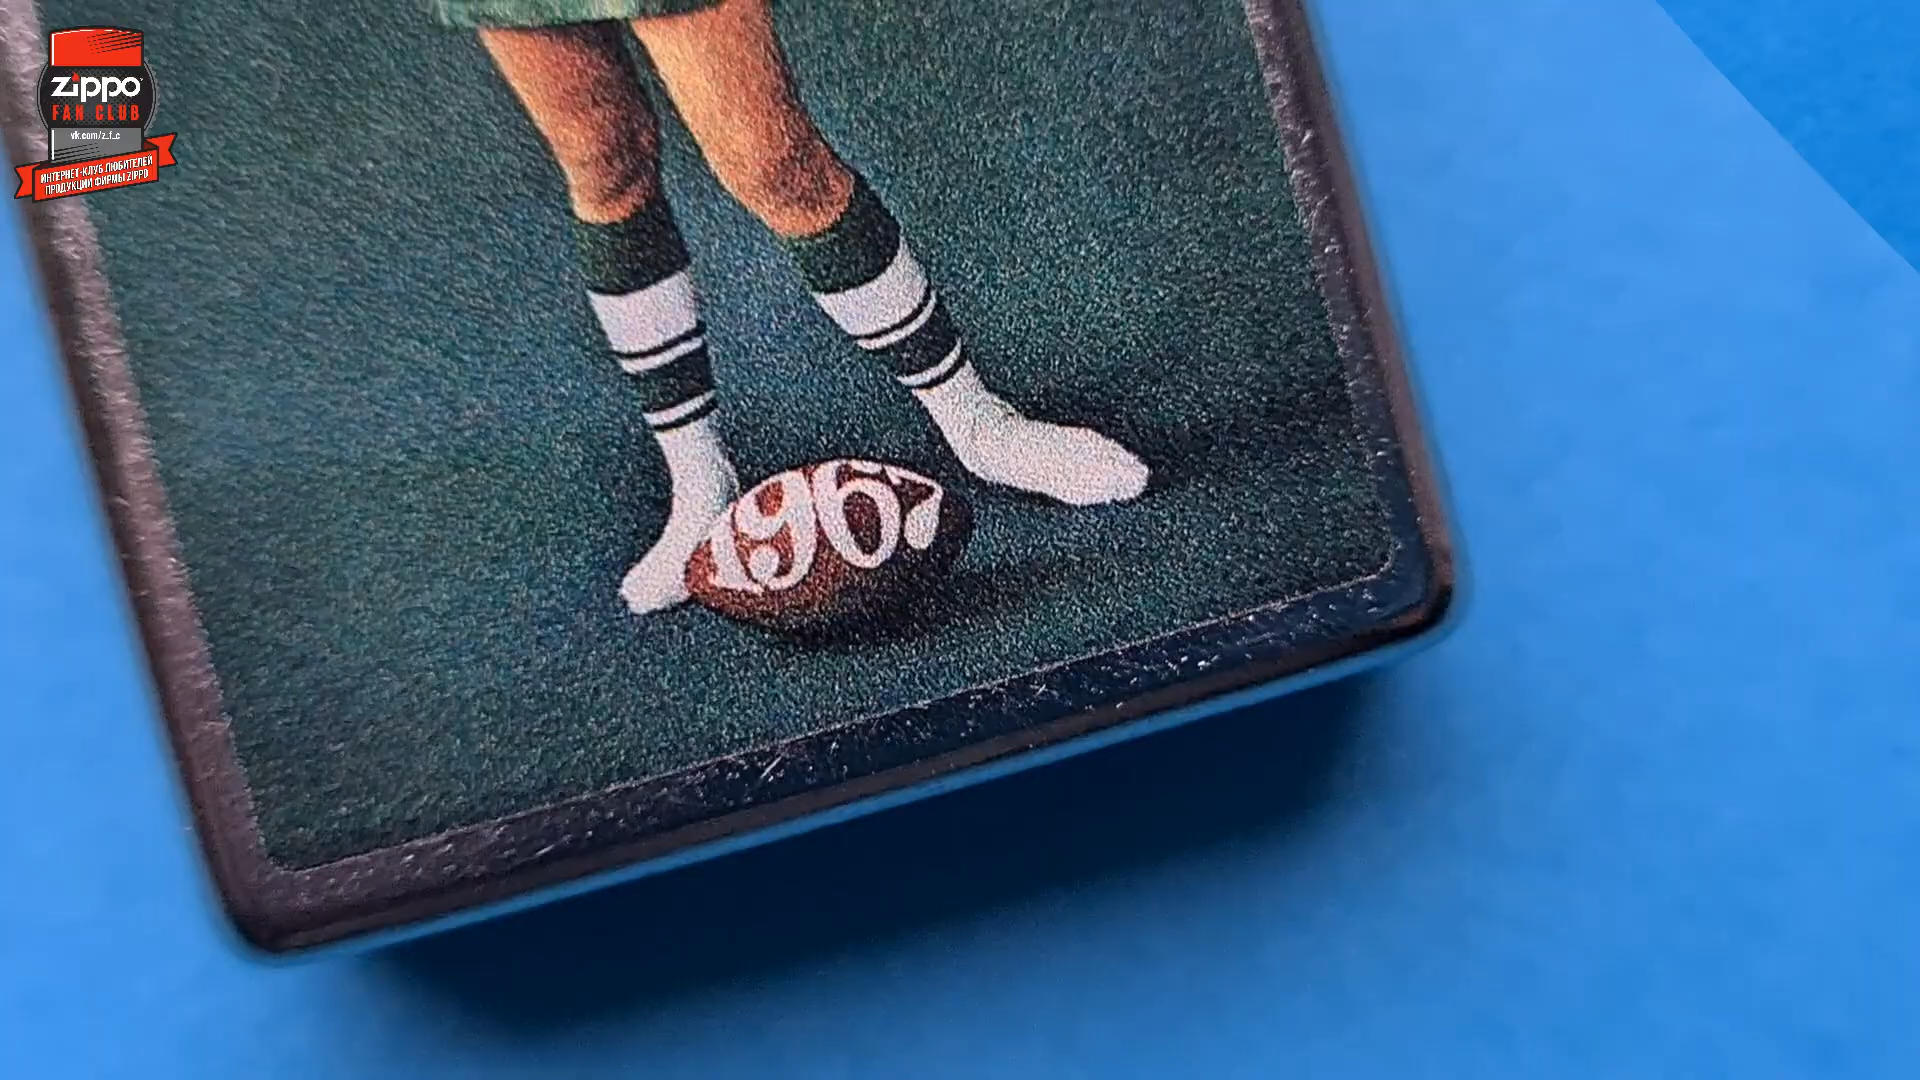 zippo
FAN CLUB
vk.com/z_f_c
ИНТЕРНЕТ-КЛУБ ЛЮБИТЕЛЕЙ
ПРОДУКЦИИ ФИРМЫ ZIPPO
1967